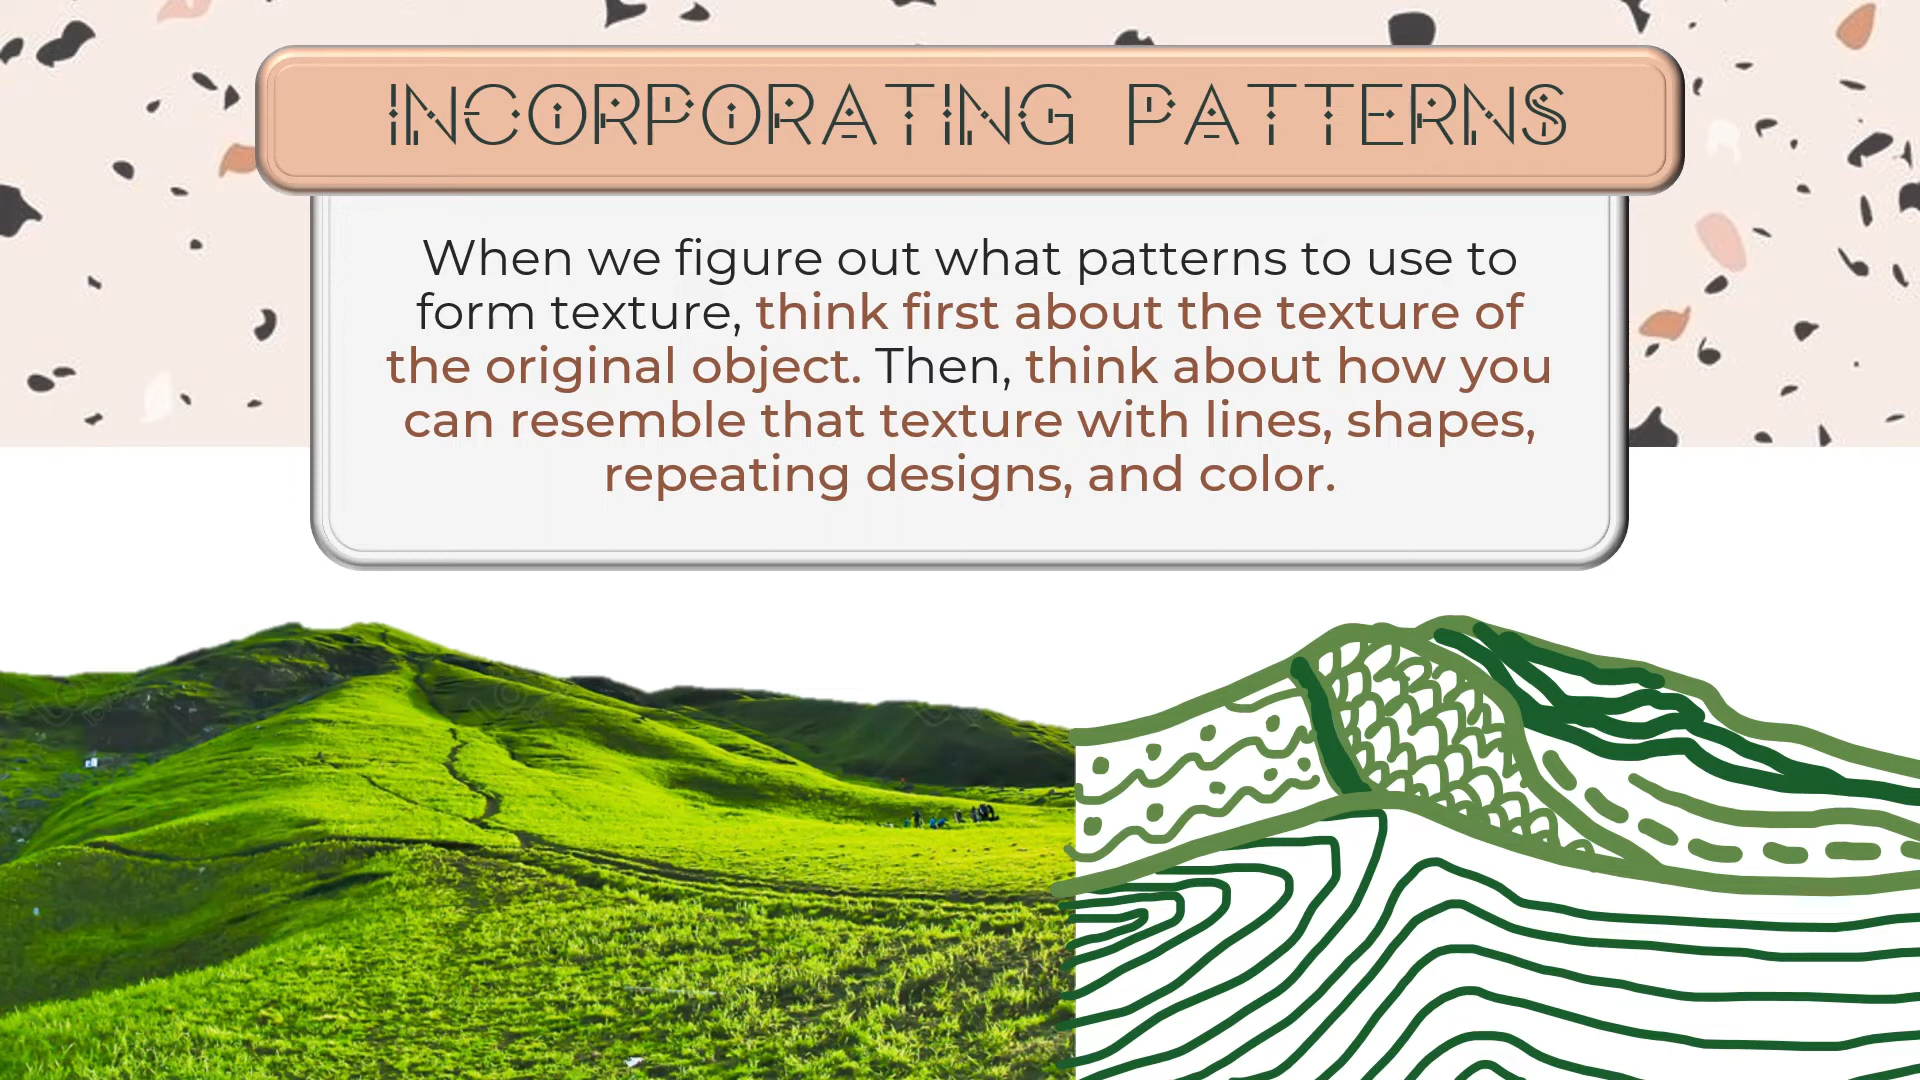 INCORPORATING PATTERNS
When we figure out what patterns to use to
form texture, think first about the texture of
the original object. Then, think about how you
can resemble that texture with lines, shapes,
repeating designs, and color.